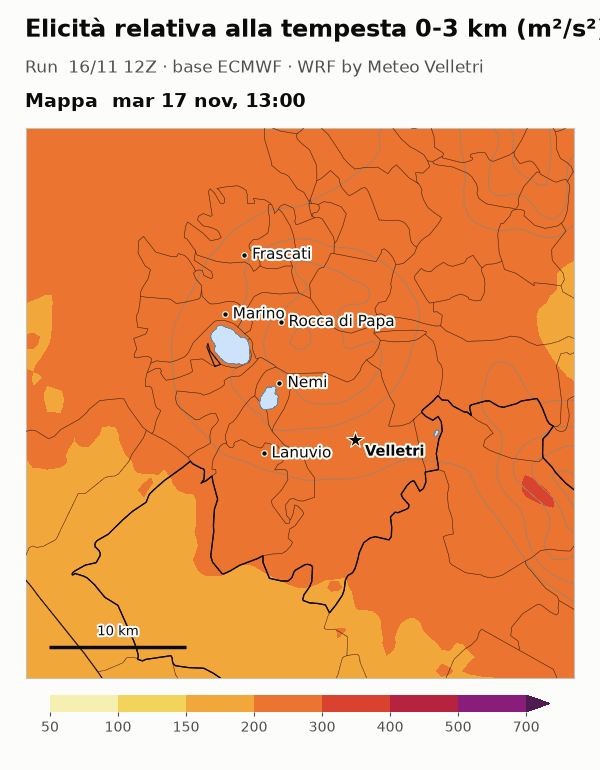 Elicità relativa alla tempesta 0-3 km (m²/s²)
Run  16/11 12Z · base ECMWF · WRF by Meteo Velletri
Mappa  mar 17 nov, 13:00
Frascati
Marino
Rocca di Papa
Nemi
Velletri
Lanuvio
10 km
50 100 150 200 300 400 500 700